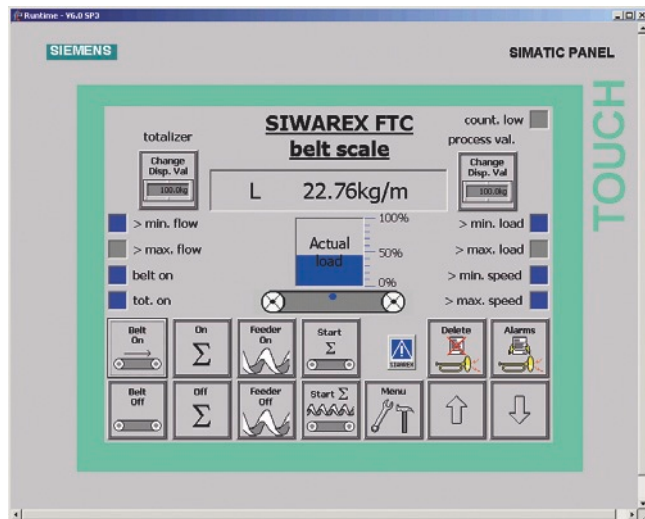 Runtime - V6.0 SP3
SIEMENS
SIMATIC PANEL
TOUCH
SIWAREX FTC
belt scale
totalizer
count. low
process val.
Change
Disp. Val
100.0kg
Change
Disp. Val
100.0kg
L 22.76kg/m
> min. flow
> max. flow
belt on
tot. on
100%
50%
0%
Actual
load
> min. load
> max. load
> min. speed
> max. speed
Belt
On
On
Σ
Feeder
On
Start
Σ
SIWAREX
Delete
Alarms
Belt
Off
Off
Σ
Feeder
Off
Start Σ
Menu